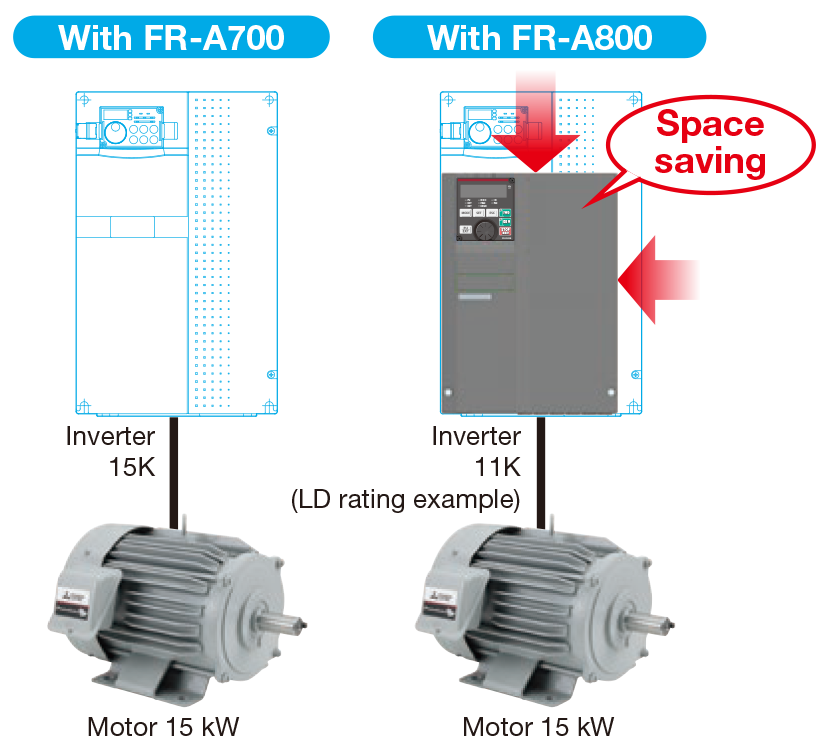 With FR-A700
With FR-A800
Space
saving
Inverter
15K
Inverter
11K
(LD rating example)
Motor 15 kW
Motor 15 kW